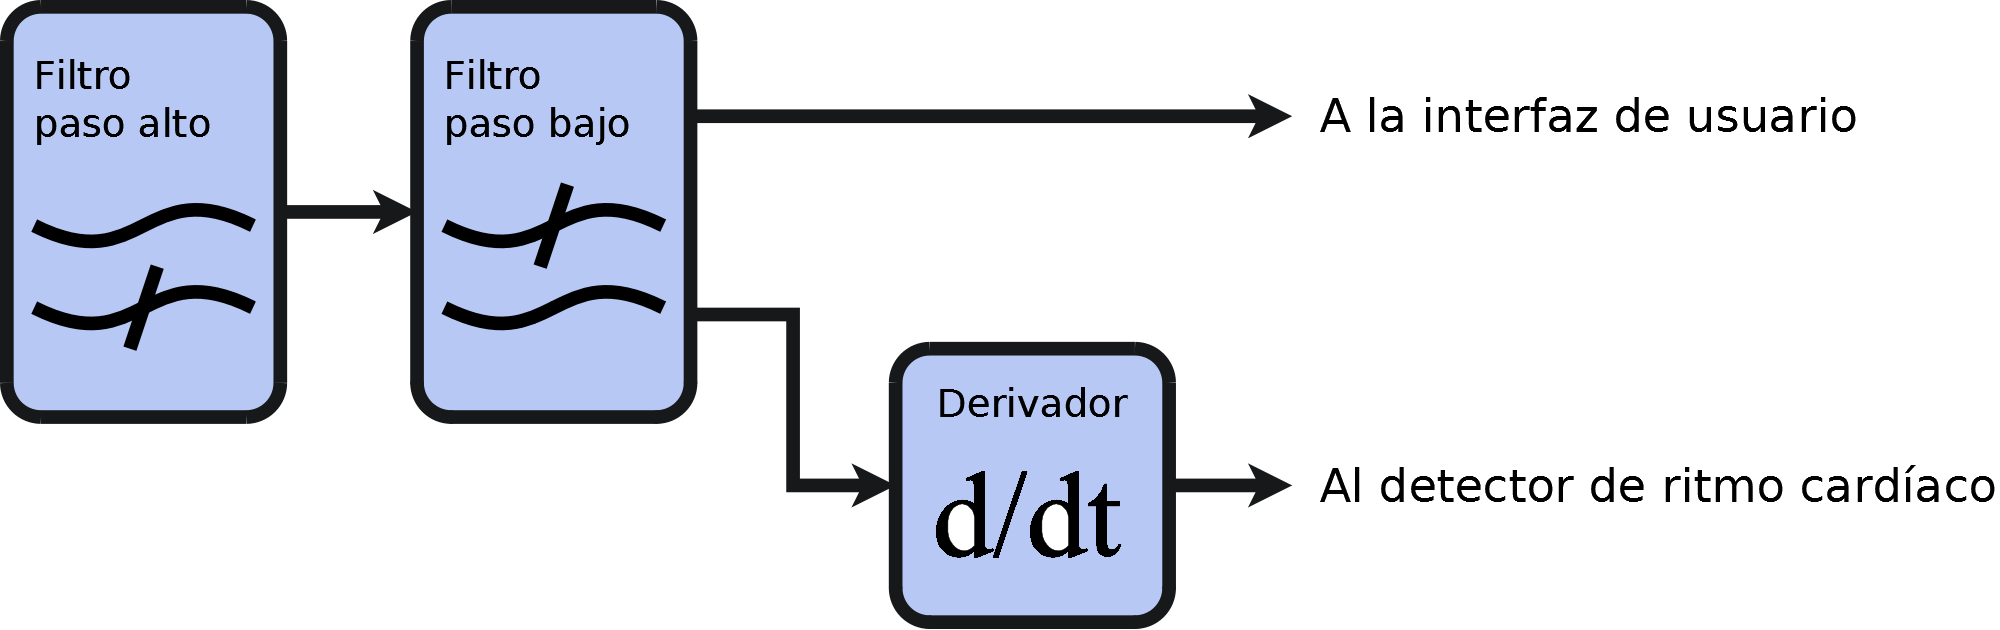 Filtro
paso alto
Filtro
paso bajo
A la interfaz de usuario
Derivador
d/dt
Al detector de ritmo cardíaco